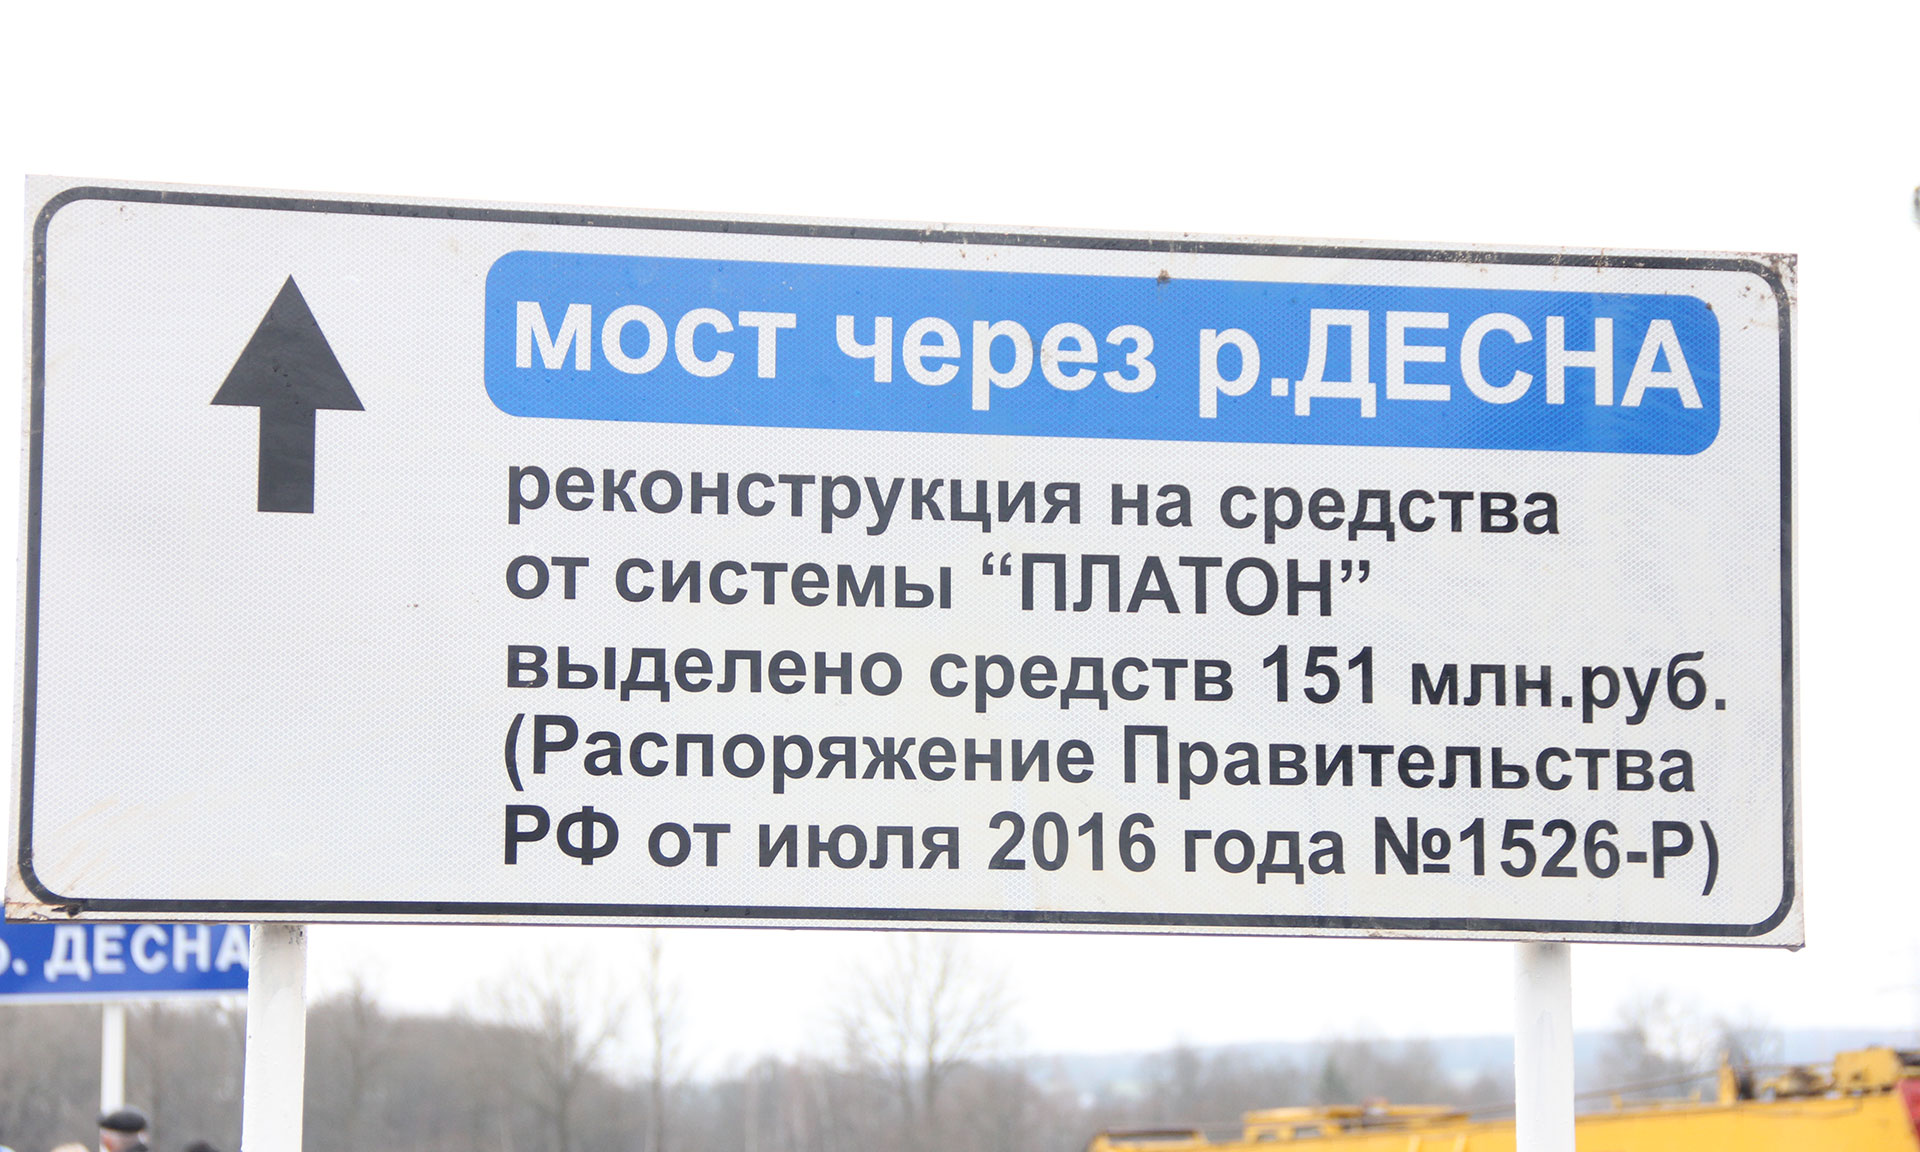 мост через р.ДЕСНА
реконструкция на средства
от системы “ПЛАТОН”
выделено средств 151 млн.руб.
(Распоряжение Правительства
РФ от июля 2016 года №1526-Р)
р. ДЕСНА